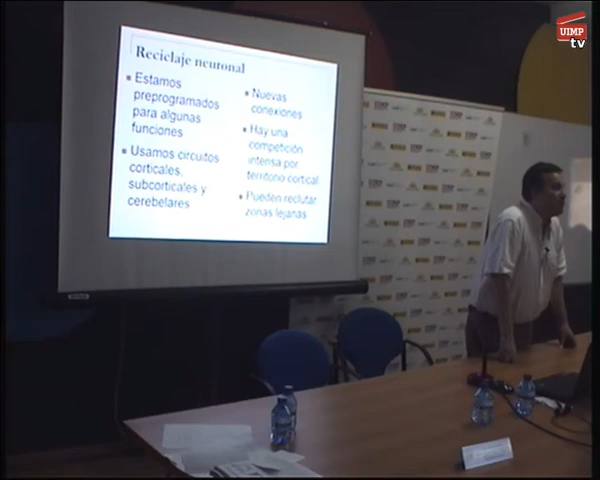 UIMP
tv
Reciclaje neuronal
Estamos
preprogramados
para algunas
funciones
Usamos circuitos
corticales,
subcorticales y
cerebelares
Nuevas
conexiones
Hay una
competición
intensa por
territorio cortical
Pueden reclutar
zonas lejanas